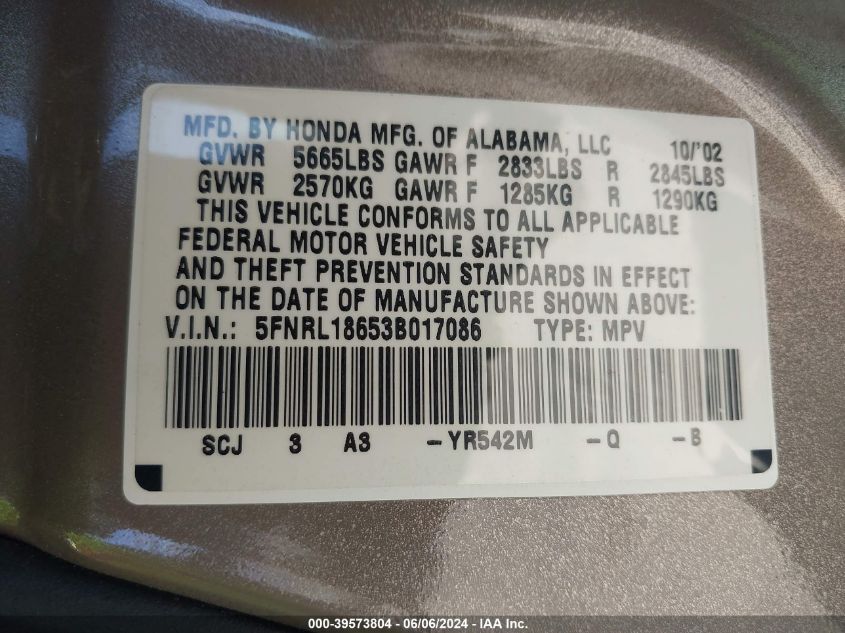 MFD. BY HONDA MFG. OF ALABAMA, LLC 10/'02
GVWR 5665LBS GAWR F 2833LBS R 2845LBS
GVWR 2570KG GAWR F 1285KG R 1290KG
THIS VEHICLE CONFORMS TO ALL APPLICABLE
FEDERAL MOTOR VEHICLE SAFETY
AND THEFT PREVENTION STANDARDS IN EFFECT
ON THE DATE OF MANUFACTURE SHOWN ABOVE:
V.I.N.: 5FNRL18653B017086 TYPE: MPV
SCJ 3 A3 -YR542M -Q -B
000-39573804 - 06/06/2024 - IAA Inc.